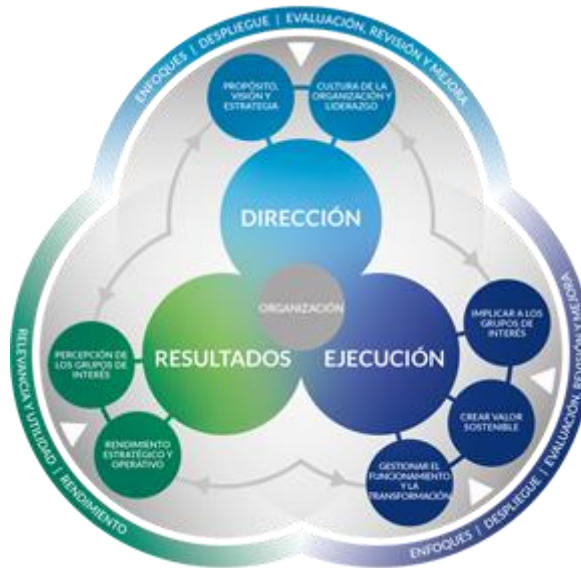 ENFOQUES | DESPLIEGUE | EVALUACIÓN, REVISIÓN Y MEJORA
PROPÓSITO,
VISIÓN Y
ESTRATEGIA
CULTURA DE LA
ORGANIZACIÓN Y
LIDERAZGO
DIRECCIÓN
ORGANIZACIÓN
RESULTADOS
EJECUCIÓN
PERCEPCIÓN DE
LOS GRUPOS DE
INTERÉS
RENDIMIENTO
ESTRATÉGICO Y
OPERATIVO
IMPLICAR A LOS
GRUPOS DE
INTERÉS
CREAR VALOR
SOSTENIBLE
GESTIONAR EL
FUNCIONAMIENTO
Y LA
TRANSFORMACIÓN
RELEVANCIA Y UTILIDAD | RENDIMIENTO
ENFOQUES | DESPLIEGUE | EVALUACIÓN, REVISIÓN Y MEJORA